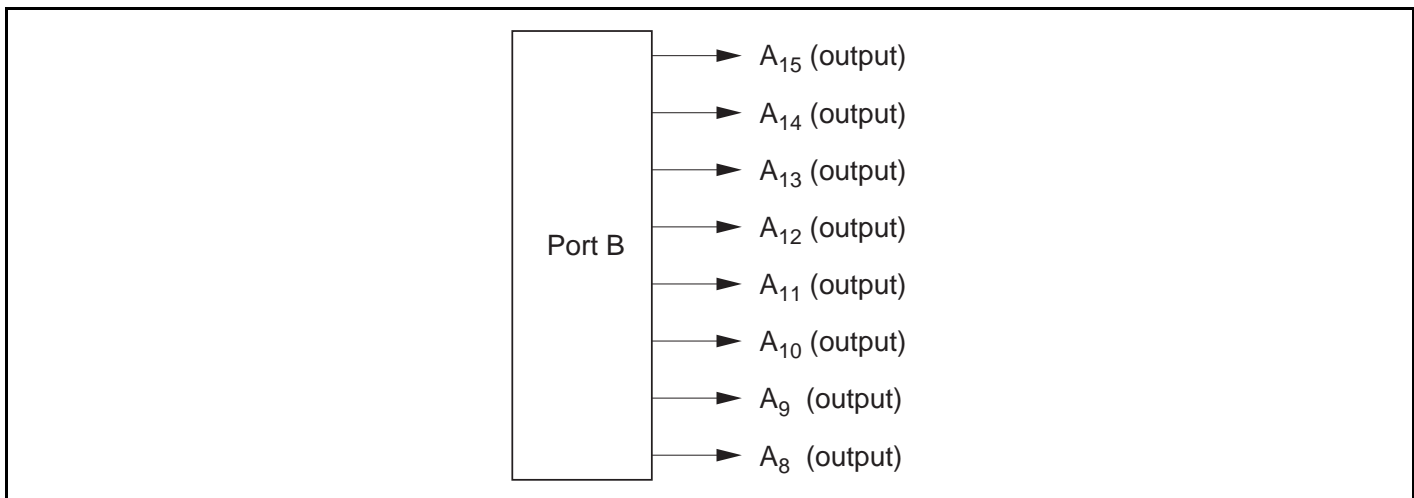 A₁₅ (output)
A₁₄ (output)
A₁₃ (output)
A₁₂ (output)
Port B
A₁₁ (output)
A₁₀ (output)
A₉ (output)
A₈ (output)